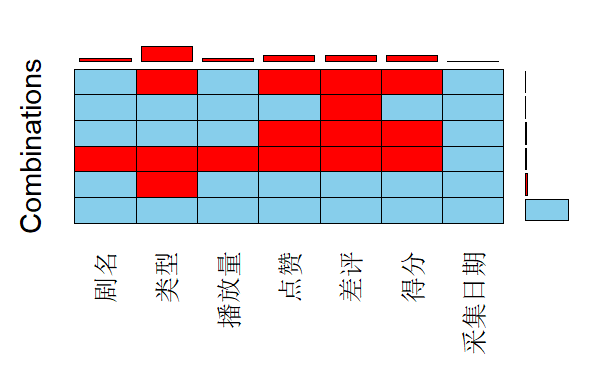 Combinations
剧名
类型
播放量
点赞
差评
得分
采集日期